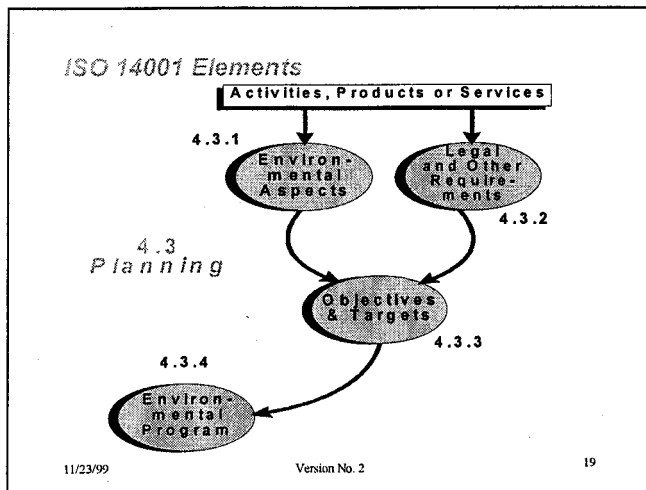 ISO 14001 Elements
Activities, Products or Services
4.3.1
Environ-
mental
Aspects
Legal
and Other
Require-
ments
4.3.2
4.3
Planning
Objectives
& Targets
4.3.3
4.3.4
Environ-
mental
Program
11/23/99
Version No. 2
19